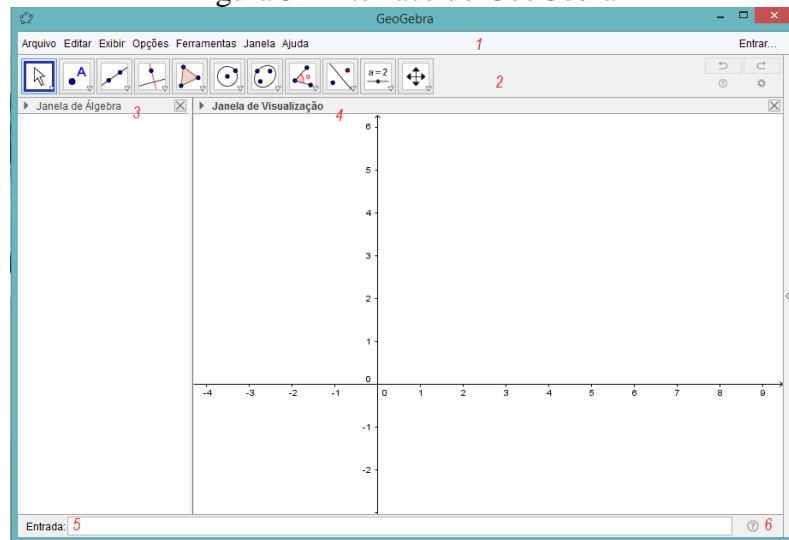 GeoGebra
Arquivo Editar Exibir Opções Ferramentas Janela Ajuda 1 Entrar...
A α a=2 2
Janela de Álgebra 3 Janela de Visualização 4
6
5
4
3
2
1
0
-4 -3 -2 -1 0 1 2 3 4 5 6 7 8 9
-1
-2
Entrada: 5 6